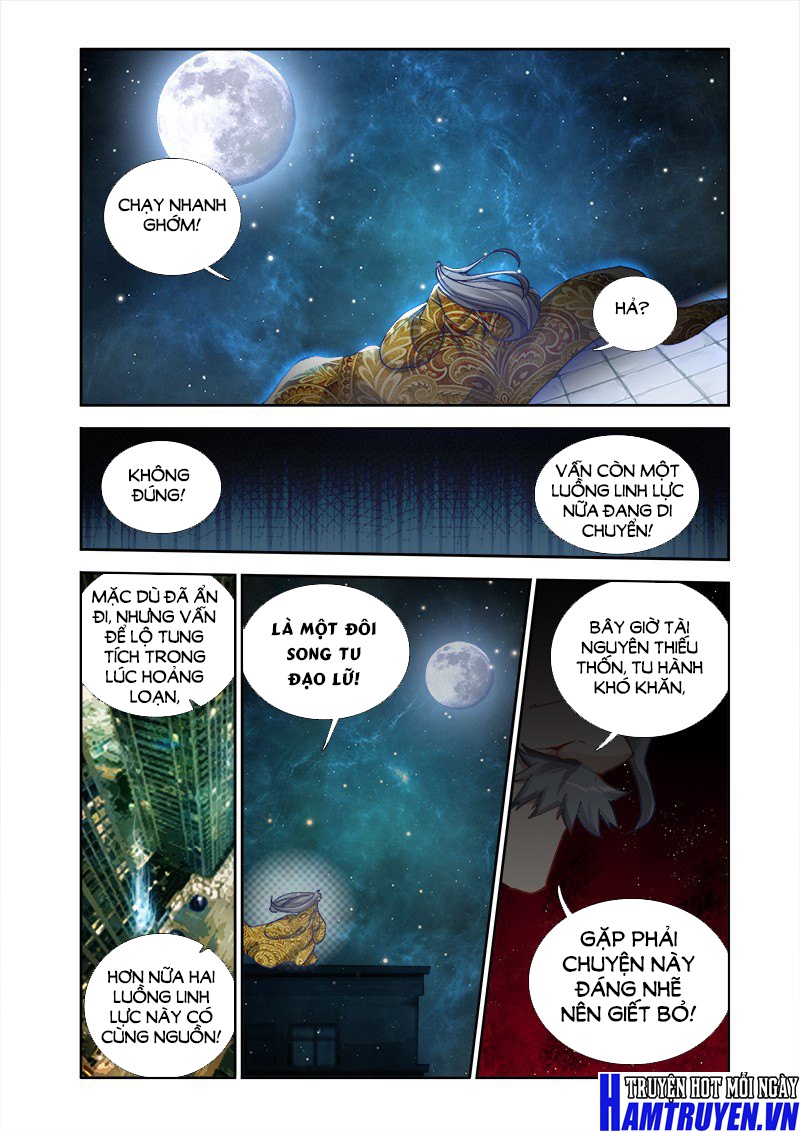 CHẠY NHANH
GHỚM!
HẢ?
KHÔNG
ĐÚNG!
VẤN CÒN MỘT
LUỒNG LINH LỰC
NỮA ĐANG DI
CHUYỂN!
MẶC DÙ ĐÃ ẨN
ĐI, NHƯNG VẤN
ĐỂ LỘ TUNG
TÍCH TRONG
LÚC HOẢNG
LOẠN,
HƠN NỮA HAI
LUỒNG LINH
LỰC NÀY CÓ
CÙNG NGUỒN!
LÀ MỘT ĐÔI
SONG TU
ĐẠO LỮ!
BÂY GIỜ TÀI
NGUYÊN THIẾU
THỐN, TU HÀNH
KHÓ KHĂN,
GẶP PHẢI
CHUYỆN NÀY
ĐÁNG NHẼ
NÊN GIẾT BỎ!
TRUYỆN HOT MỖI NGÀY
HAMTRUYEN.VN